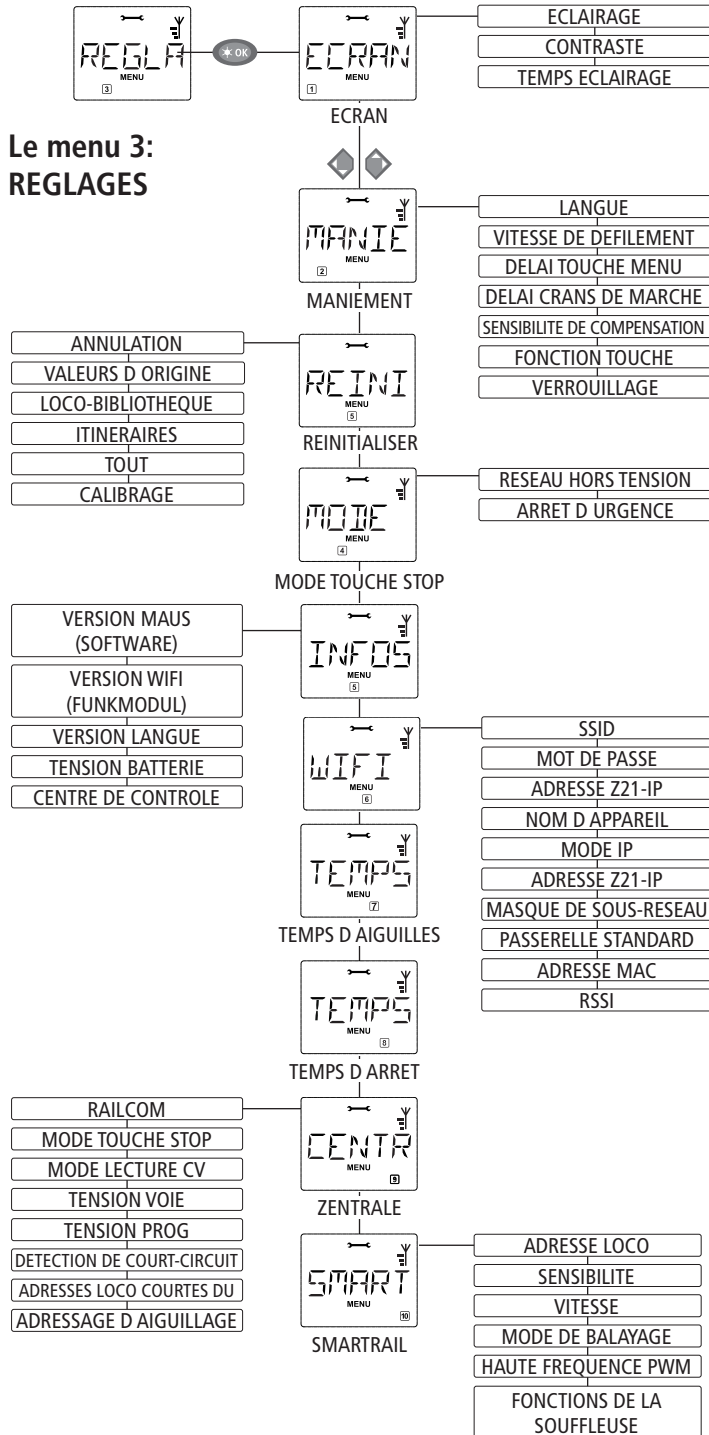 REGLA
MENU
3
OK
ECRAN
MENU
1
ECRAN
ECLAIRAGE
CONTRASTE
TEMPS ECLAIRAGE
Le menu 3:
REGLAGES
MANIE
MENU
2
MANIEMENT
LANGUE
VITESSE DE DEFILEMENT
DELAI TOUCHE MENU
DELAI CRANS DE MARCHE
SENSIBILITE DE COMPENSATION
FONCTION TOUCHE
VERROUILLAGE
ANNULATION
VALEURS D ORIGINE
LOCO-BIBLIOTHEQUE
ITINERAIRES
TOUT
CALIBRAGE
REINI
MENU
5
REINITIALISER
MODE
MENU
4
MODE TOUCHE STOP
RESEAU HORS TENSION
ARRET D URGENCE
VERSION MAUS
(SOFTWARE)
VERSION WIFI
(FUNKMODUL)
VERSION LANGUE
TENSION BATTERIE
CENTRE DE CONTROLE
INFOS
MENU
5
WIFI
MENU
6
SSID
MOT DE PASSE
ADRESSE Z21-IP
NOM D APPAREIL
MODE IP
ADRESSE Z21-IP
MASQUE DE SOUS-RESEAU
PASSERELLE STANDARD
ADRESSE MAC
RSSI
TEMPS
MENU
7
TEMPS D AIGUILLES
TEMPS
MENU
8
TEMPS D ARRET
RAILCOM
MODE TOUCHE STOP
MODE LECTURE CV
TENSION VOIE
TENSION PROG
DETECTION DE COURT-CIRCUIT
ADRESSES LOCO COURTES DU
ADRESSAGE D AIGUILLAGE
CENTR
MENU
9
ZENTRALE
SMART
MENU
10
SMARTRAIL
ADRESSE LOCO
SENSIBILITE
VITESSE
MODE DE BALAYAGE
HAUTE FREQUENCE PWM
FONCTIONS DE LA
SOUFFLEUSE